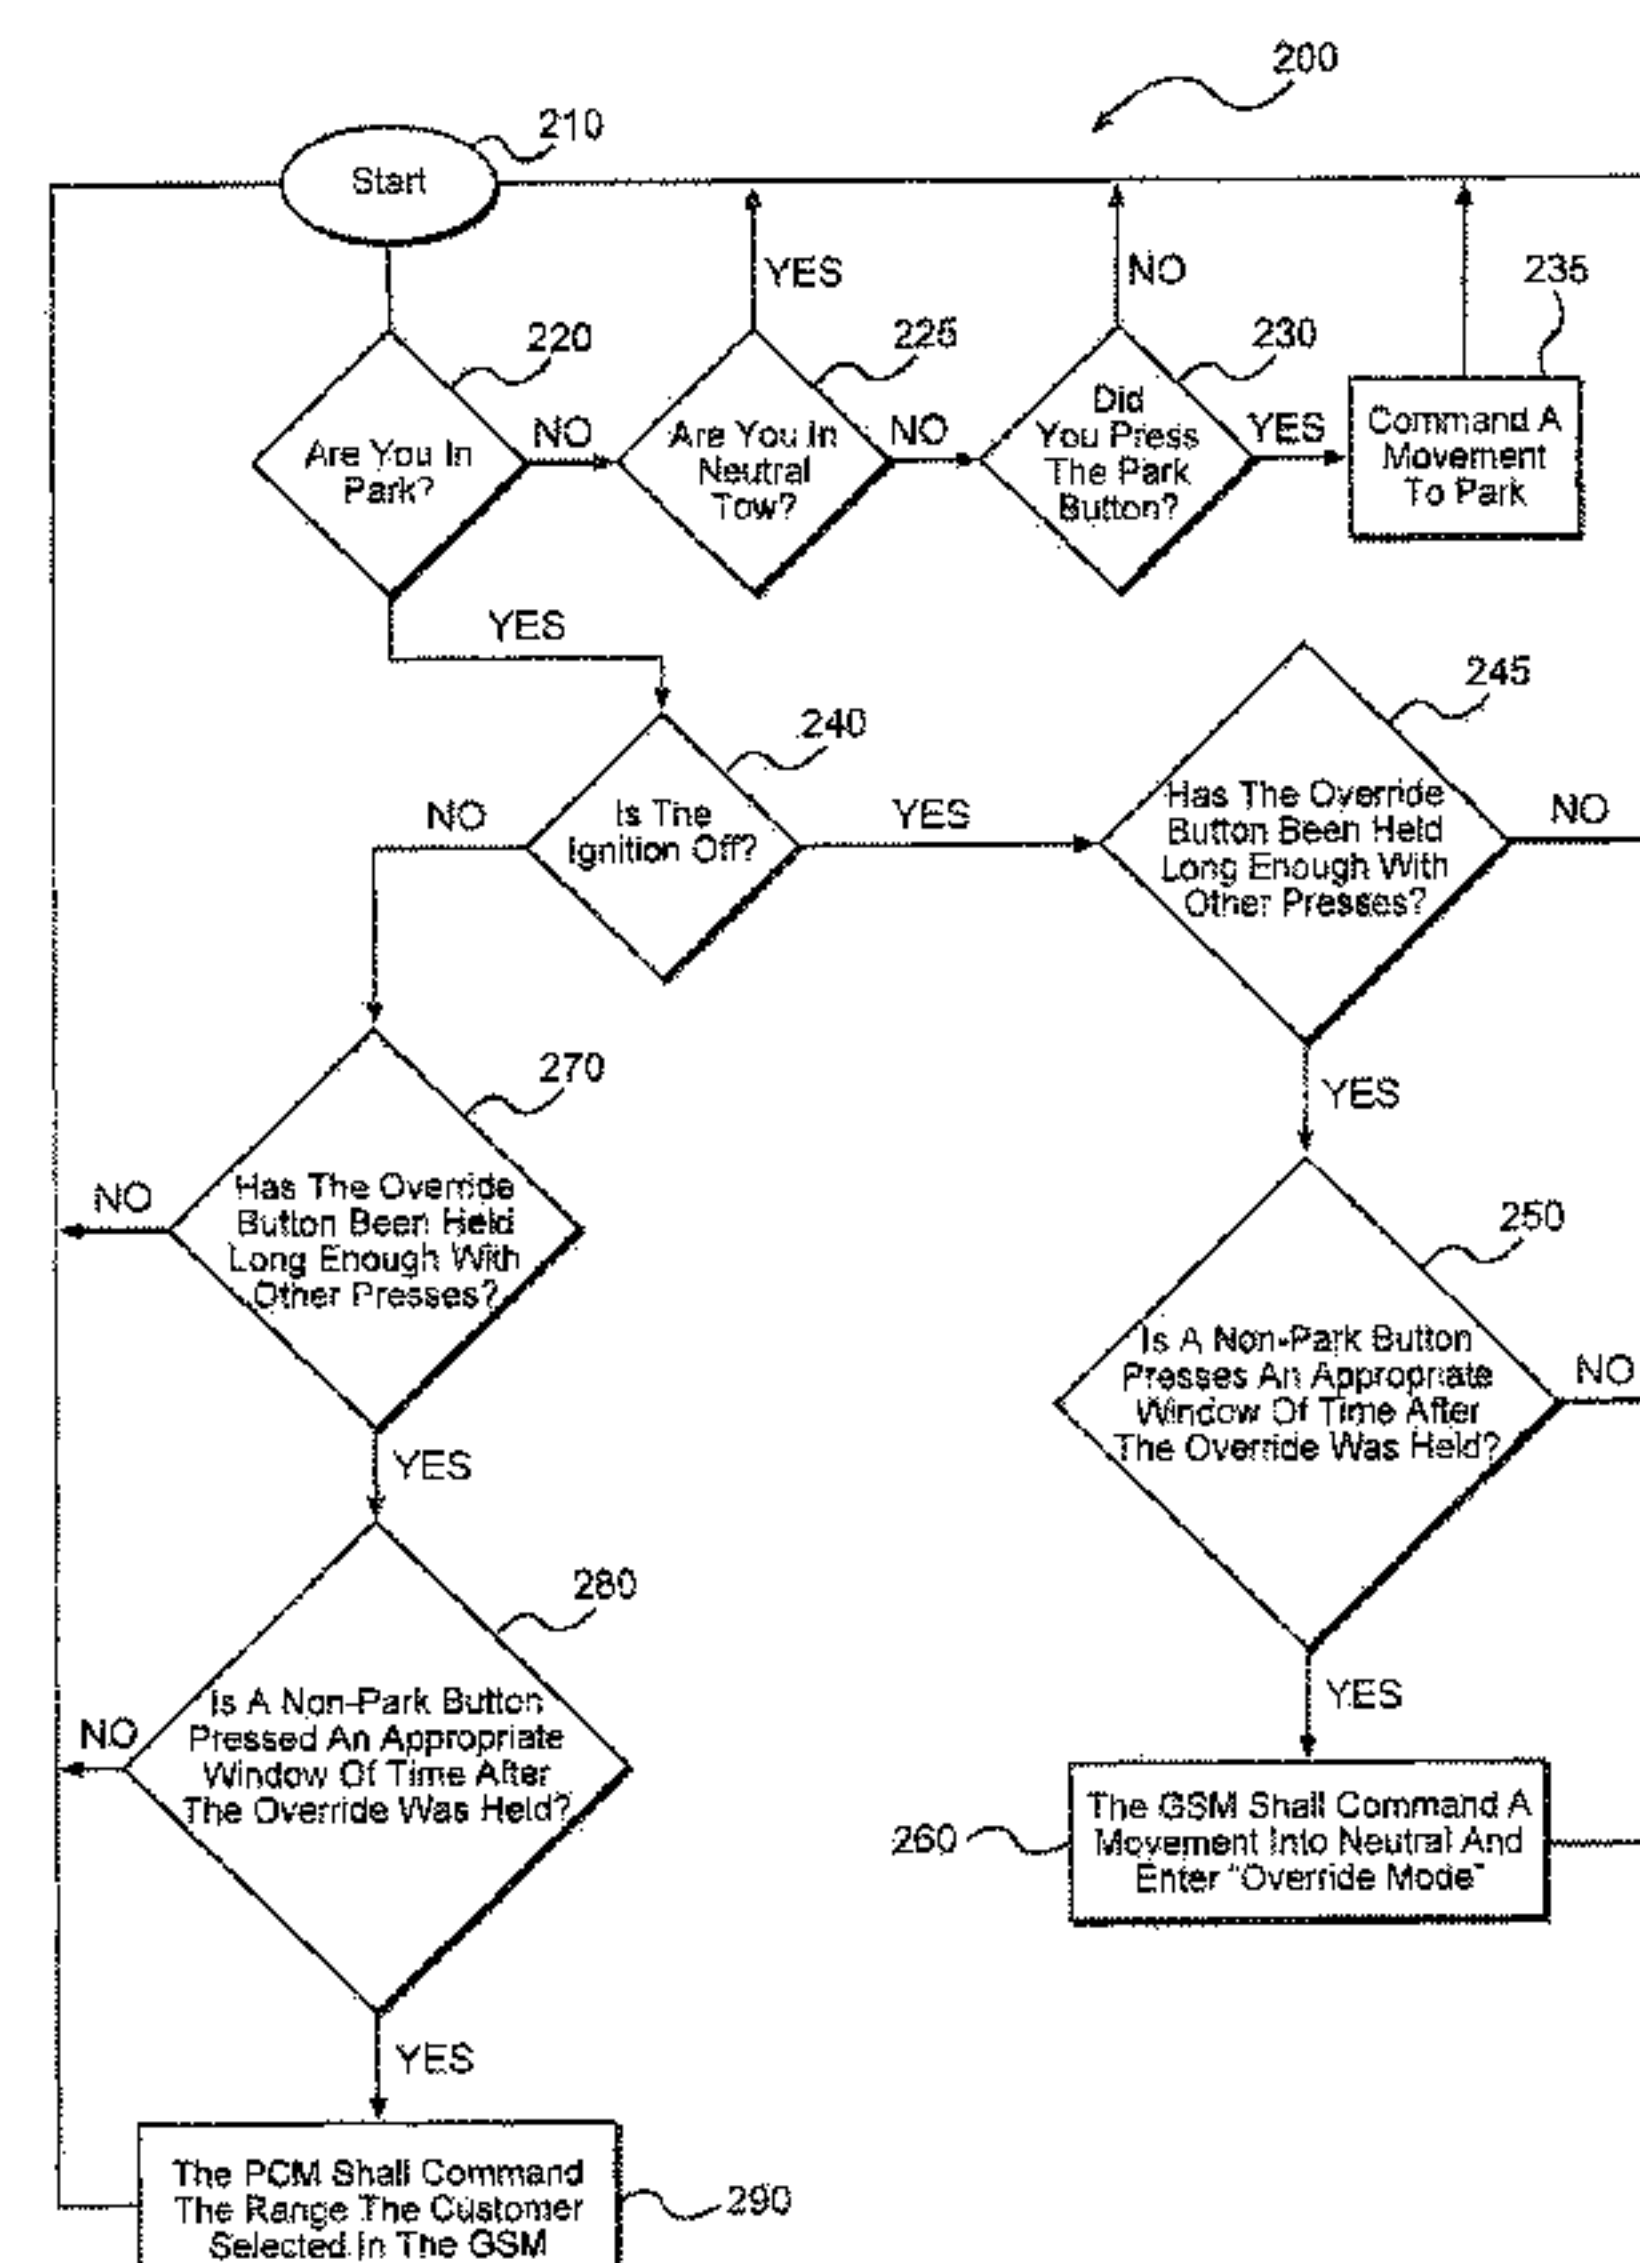 200
210
Start
YES
NO
235
220
225
230
Are You In
Park?
NO
Are You In
Neutral
Tow?
NO
Did
You Press
The Park
Button?
YES
Command A
Movement
To Park
YES
240
245
NO
Is The
Ignition Off?
YES
Has The Override
Button Been Held
Long Enough With
Other Presses?
NO
270
YES
NO
Has The Override
Button Been Held
Long Enough With
Other Presses?
250
Is A Non-Park Button
Presses An Appropriate
Window Of Time After
The Override Was Held?
NO
YES
280
NO
Is A Non-Park Button
Pressed An Appropriate
Window Of Time After
The Override Was Held?
YES
260
The GSM Shall Command A
Movement Into Neutral And
Enter "Override Mode"
YES
The PCM Shall Command
The Range The Customer
Selected In The GSM
290